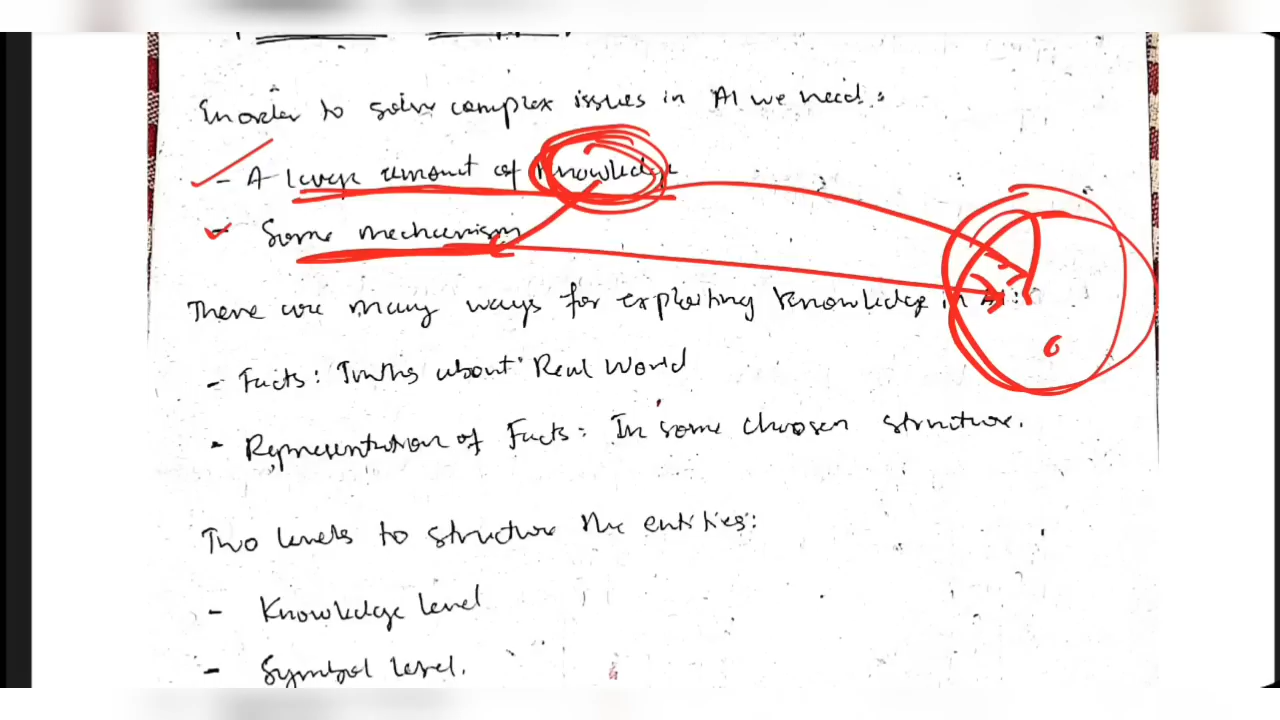 In order to solve complex issues in AI we need:
- A large amount of knowledge
- Some mechanism
There are many ways for exploiting knowledge in AI:
- Facts: Truths about Real World
- Representation of Facts: In some chosen structure.
Two levels to structure the entities:
- Knowledge level
- Symbol level.